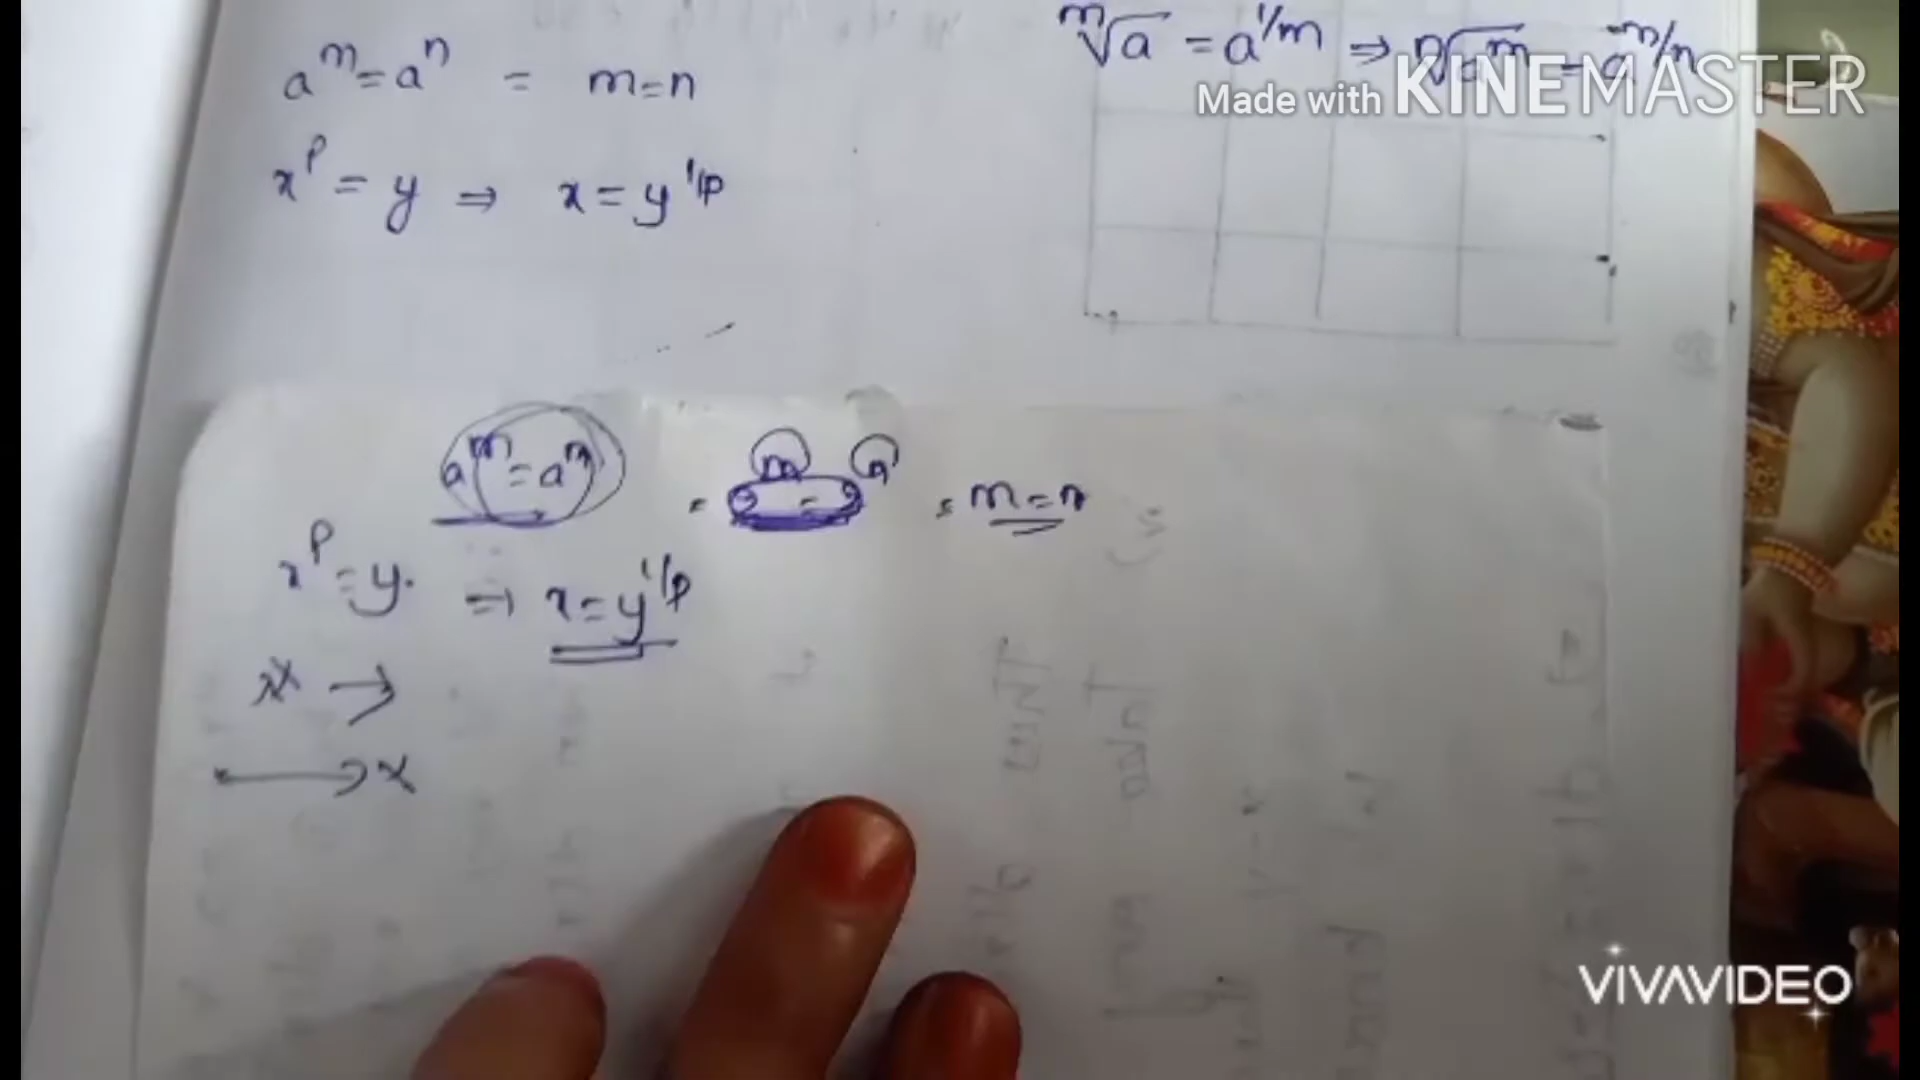 ᵐ√a = a^1/m ⇒ ⁿ√a^m = a^m/n
Made with KINEMASTER
a^m = a^n = m=n
x^p = y ⇒ x = y^1/p
a^m = a^n = m = n
x^p = y. ⇒ x = y^1/p
→
→ x
VIVAVIDEO